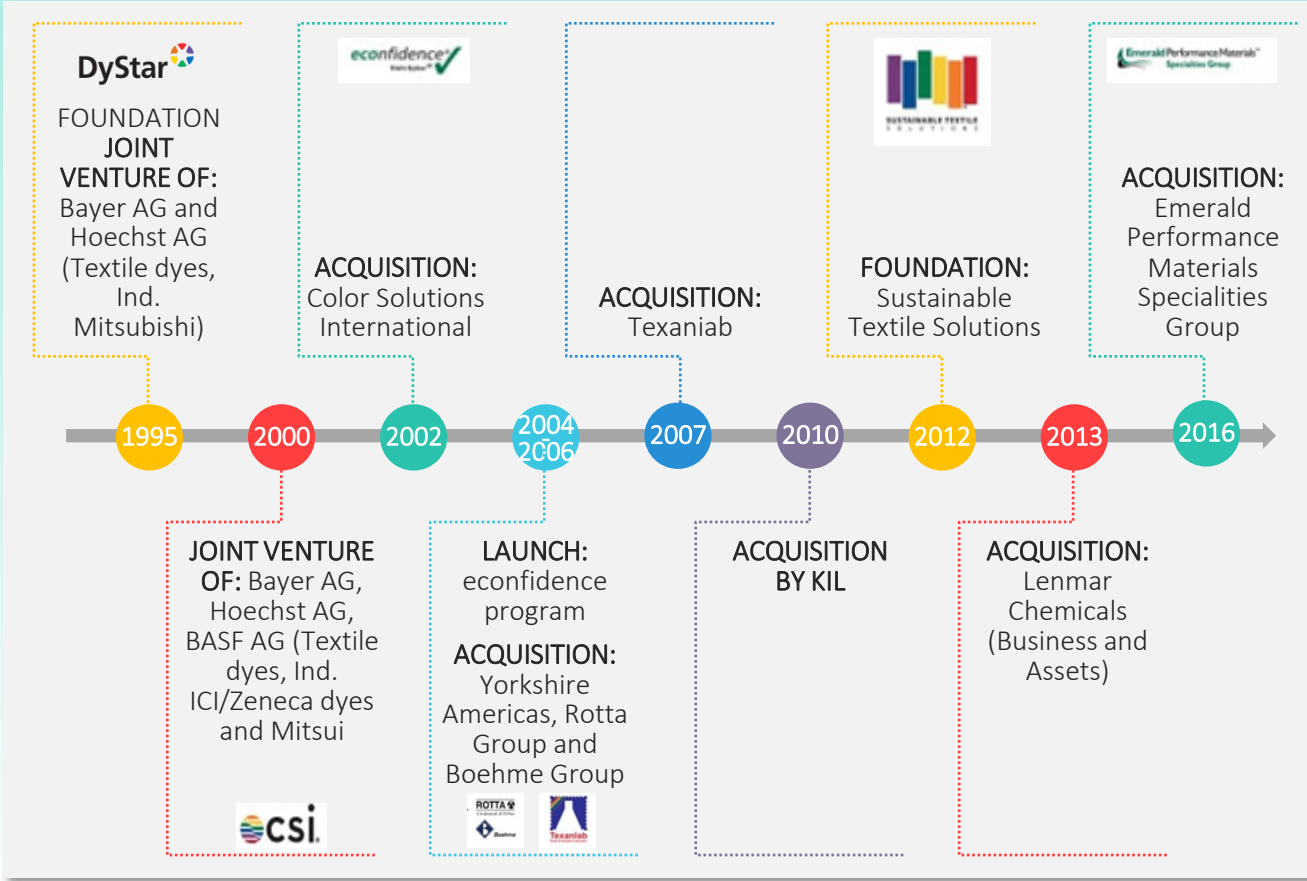 DyStar
FOUNDATION
JOINT
VENTURE OF:
Bayer AG and
Hoechst AG
(Textile dyes,
Ind.
Mitsubishi)
econfidence
ACQUISITION:
Color Solutions
International
ACQUISITION:
Texaniab
SUSTAINABLE TEXTILE
SOLUTIONS
FOUNDATION:
Sustainable
Textile Solutions
Emerald Performance Materials™
Specialties Group
ACQUISITION:
Emerald
Performance
Materials
Specialities
Group
1995
2000
2002
2004
-
2006
2007
2010
2012
2013
2016
JOINT VENTURE
OF: Bayer AG,
Hoechst AG,
BASF AG (Textile
dyes, Ind.
ICI/Zeneca dyes
and Mitsui
csi
LAUNCH:
econfidence
program
ACQUISITION:
Yorkshire
Americas, Rotta
Group and
Boehme Group
ROTTA
Boehme
Texanlab
ACQUISITION
BY KIL
ACQUISITION:
Lenmar
Chemicals
(Business and
Assets)